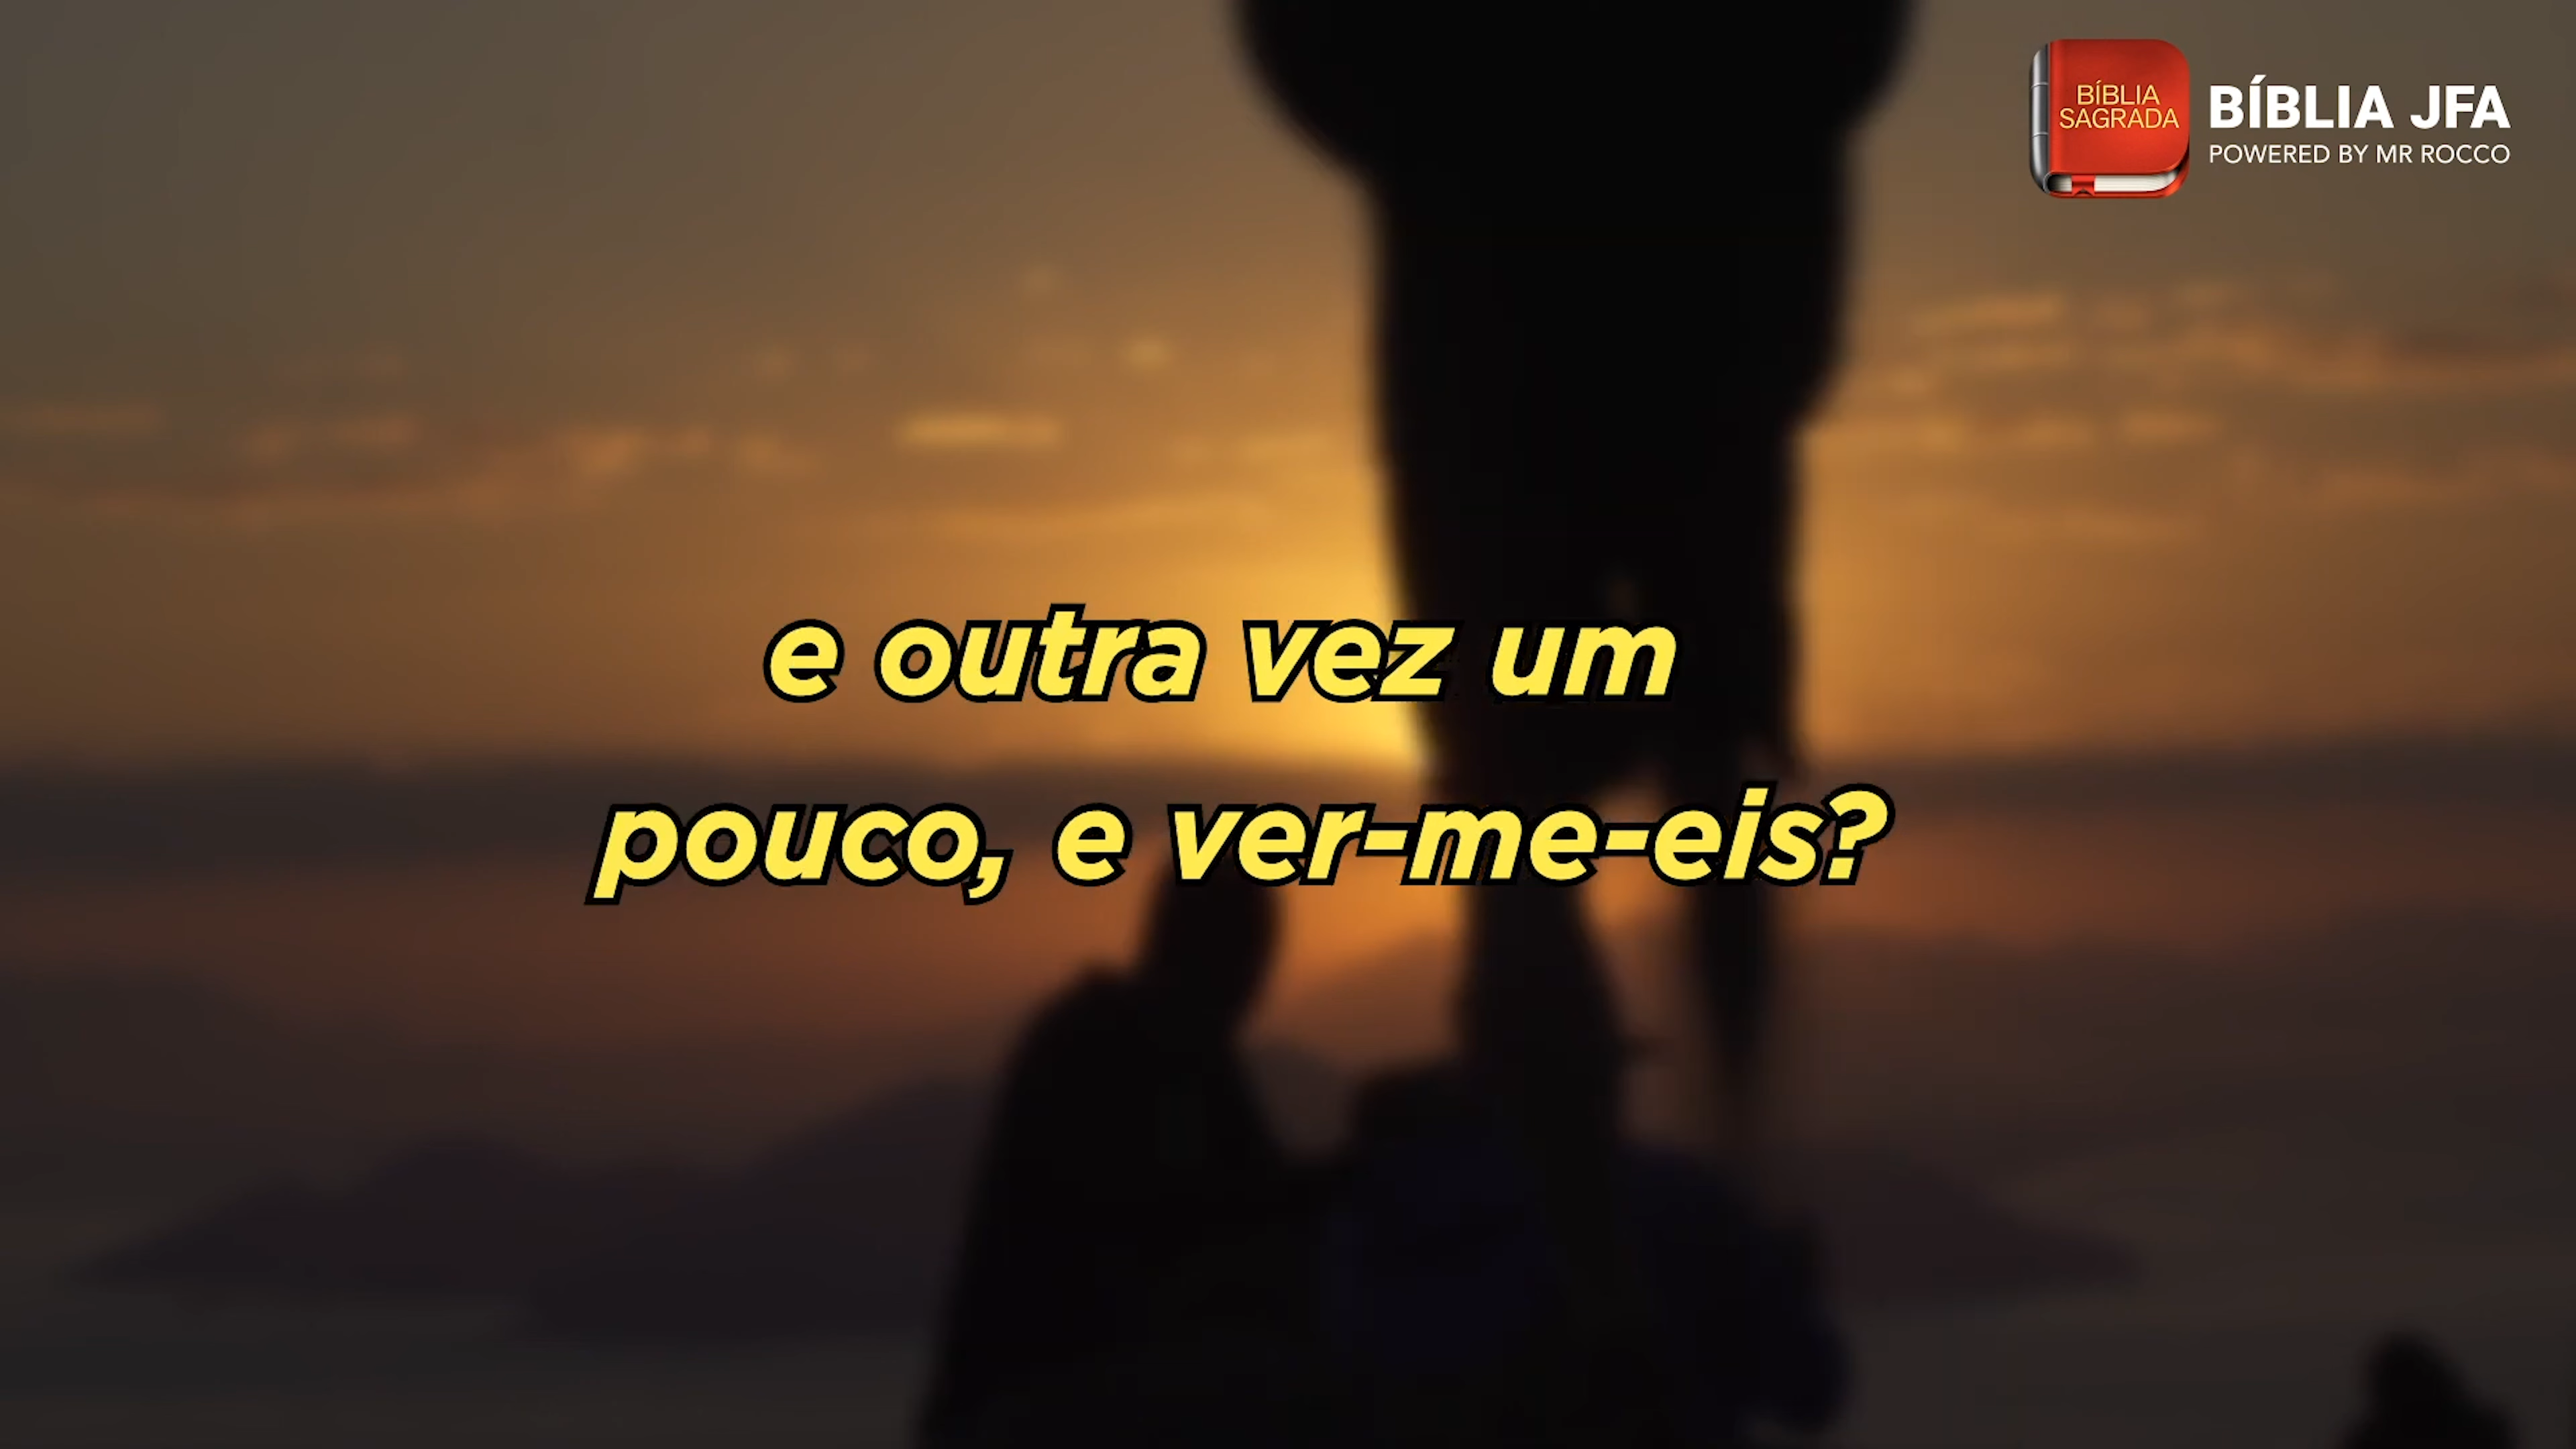 BÍBLIA
SAGRADA
BÍBLIA JFA
POWERED BY MR ROCCO
e outra vez um
pouco, e ver-me-eis?